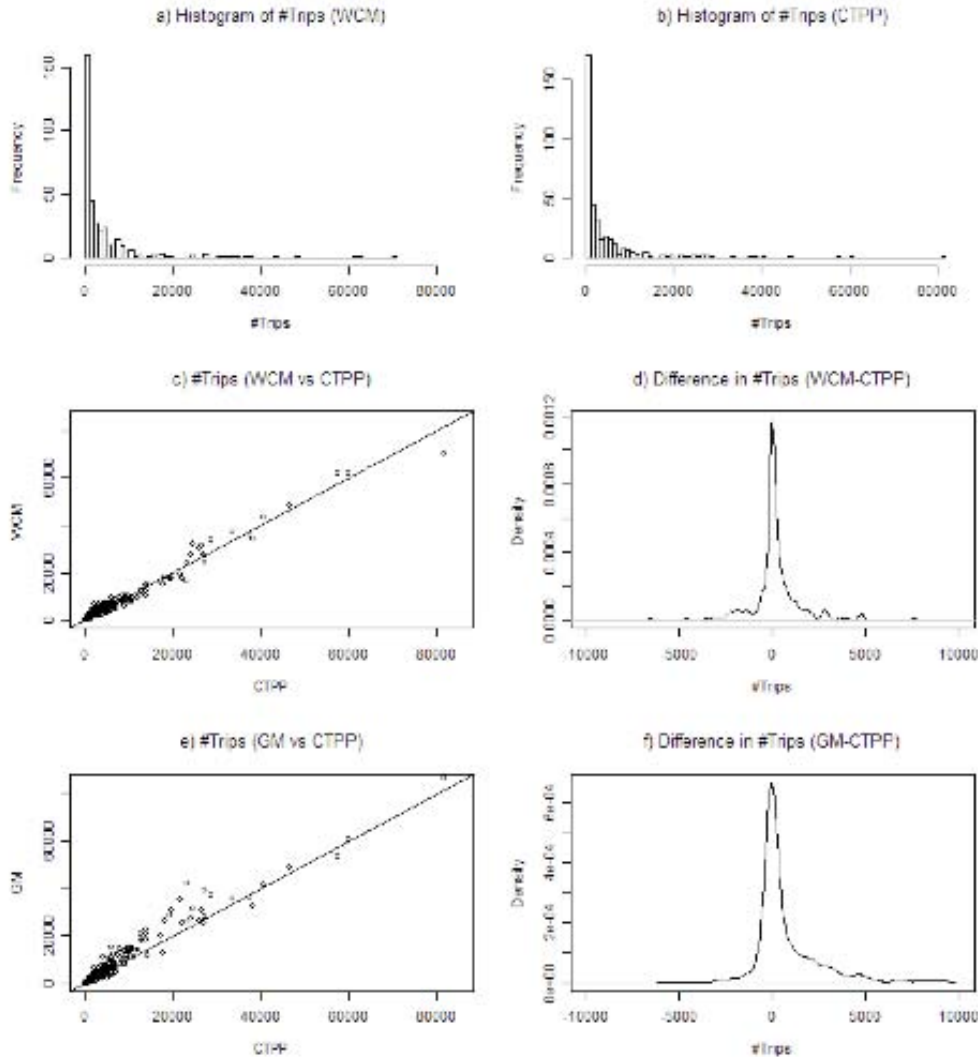 a) Histogram of #Trips (WCM)
Frequency
0 50 100 150
0 20000 40000 60000 80000
#Trips
b) Histogram of #Trips (CTPP)
Frequency
0 50 100 150
0 20000 40000 60000 80000
#Trips
c) #Trips (WCM vs CTPP)
WCM
0 20000 60000
0 20000 40000 60000 80000
CTPP
d) Difference in #Trips (WCM-CTPP)
Density
0.0000 0.0004 0.0008 0.0012
-10000 -5000 0 5000 10000
#Trips
e) #Trips (GM vs CTPP)
GM
0 20000 60000
0 20000 40000 60000 80000
CTPP
f) Difference in #Trips (GM-CTPP)
Density
0e+00 2e-04 4e-04 6e-04
-10000 -5000 0 5000 10000
#Trips